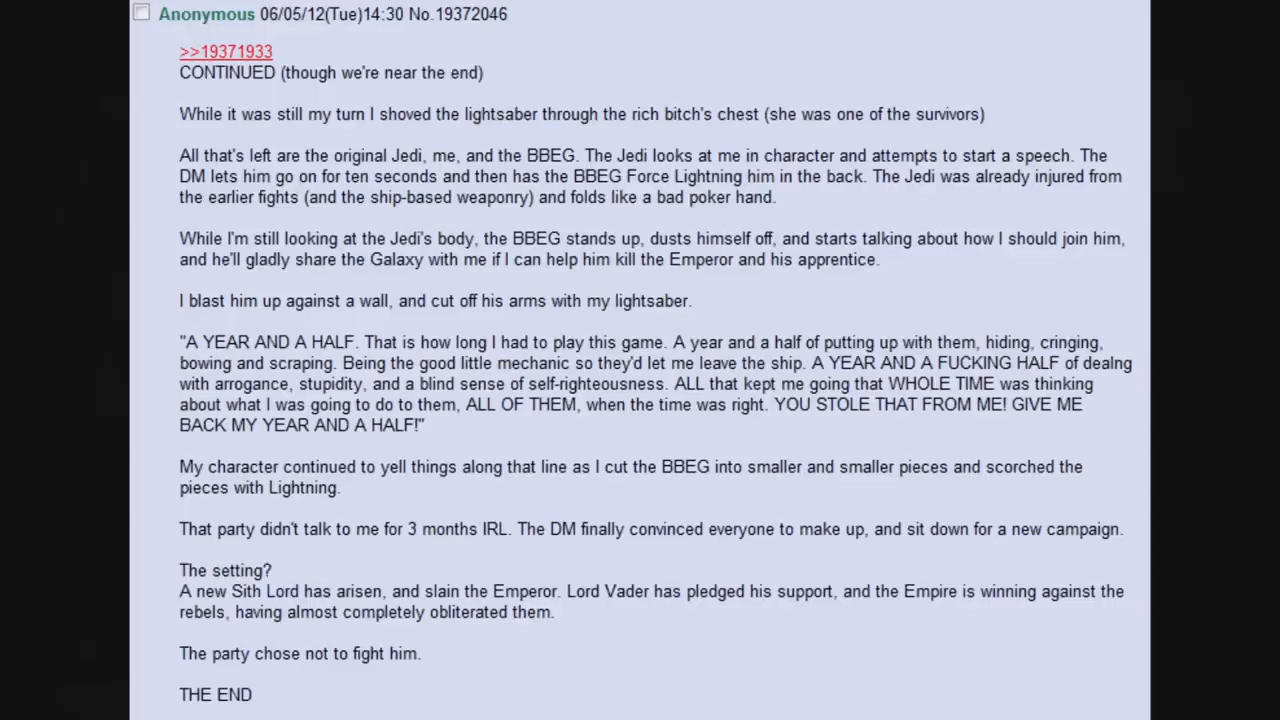 Anonymous 06/05/12(Tue)14:30 No.19372046
>>19371933
CONTINUED (though we're near the end)
While it was still my turn I shoved the lightsaber through the rich bitch's chest (she was one of the survivors)
All that's left are the original Jedi, me, and the BBEG. The Jedi looks at me in character and attempts to start a speech. The
DM lets him go on for ten seconds and then has the BBEG Force Lightning him in the back. The Jedi was already injured from
the earlier fights (and the ship-based weaponry) and folds like a bad poker hand.
While I'm still looking at the Jedi's body, the BBEG stands up, dusts himself off, and starts talking about how I should join him,
and he'll gladly share the Galaxy with me if I can help him kill the Emperor and his apprentice.
I blast him up against a wall, and cut off his arms with my lightsaber.
"A YEAR AND A HALF. That is how long I had to play this game. A year and a half of putting up with them, hiding, cringing,
bowing and scraping. Being the good little mechanic so they'd let me leave the ship. A YEAR AND A FUCKING HALF of dealng
with arrogance, stupidity, and a blind sense of self-righteousness. ALL that kept me going that WHOLE TIME was thinking
about what I was going to do to them, ALL OF THEM, when the time was right. YOU STOLE THAT FROM ME! GIVE ME
BACK MY YEAR AND A HALF!"
My character continued to yell things along that line as I cut the BBEG into smaller and smaller pieces and scorched the
pieces with Lightning.
That party didn't talk to me for 3 months IRL. The DM finally convinced everyone to make up, and sit down for a new campaign.
The setting?
A new Sith Lord has arisen, and slain the Emperor. Lord Vader has pledged his support, and the Empire is winning against the
rebels, having almost completely obliterated them.
The party chose not to fight him.
THE END